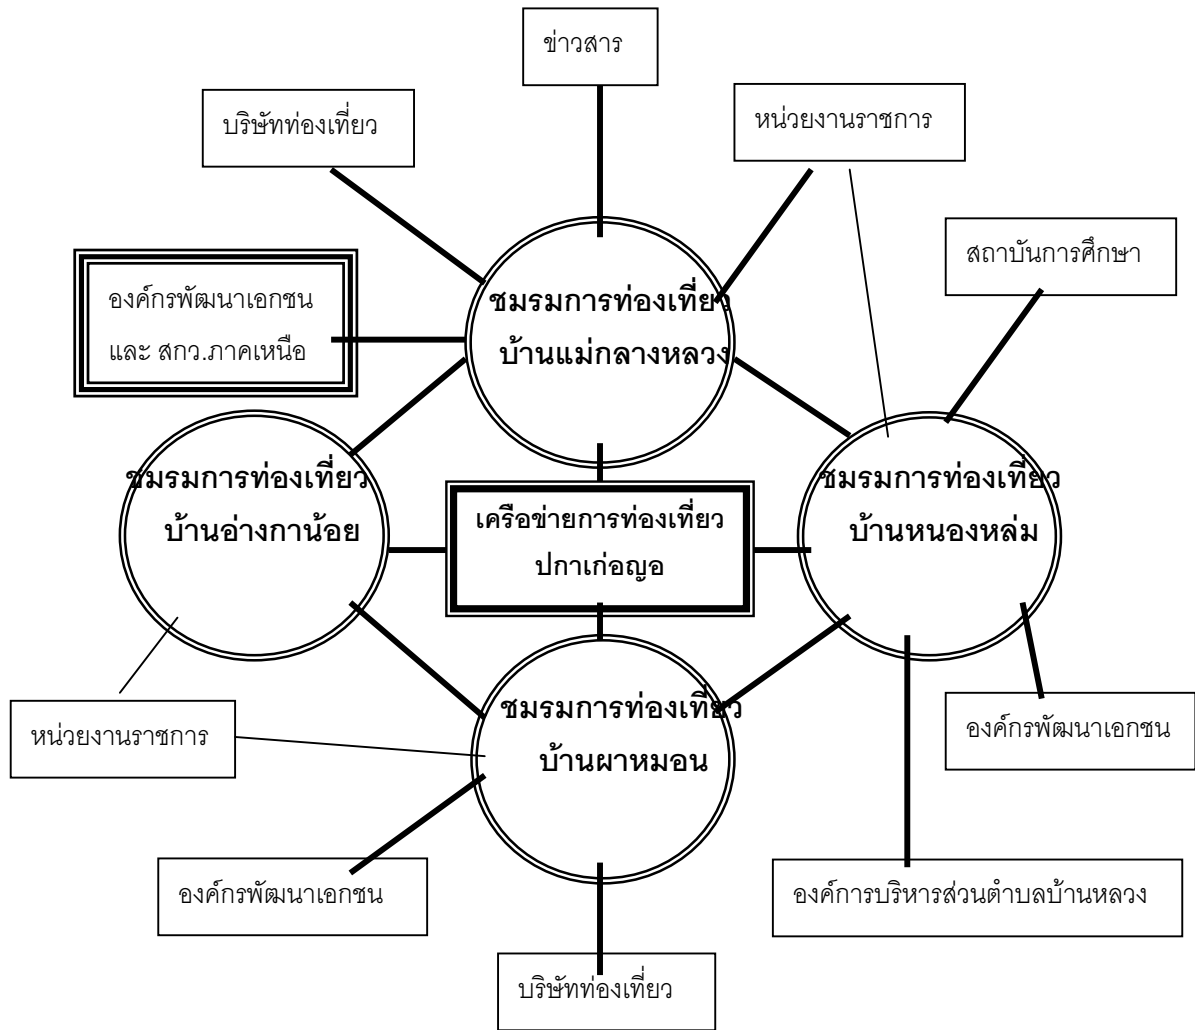 ข่าวสาร
บริษัทท่องเที่ยว
หน่วยงานราชการ
สถาบันการศึกษา
องค์กรพัฒนาเอกชน
และ สกว.ภาคเหนือ
ชมรมการท่องเที่ยว
บ้านแม่กลางหลวง
ชมรมการท่องเที่ยว
บ้านอ่างกาน้อย
เครือข่ายการท่องเที่ยว
ปกาเก่อญอ
ชมรมการท่องเที่ยว
บ้านหนองหล่ม
ชมรมการท่องเที่ยว
บ้านผาหมอน
หน่วยงานราชการ
องค์กรพัฒนาเอกชน
องค์กรพัฒนาเอกชน
องค์การบริหารส่วนตำบลบ้านหลวง
บริษัทท่องเที่ยว